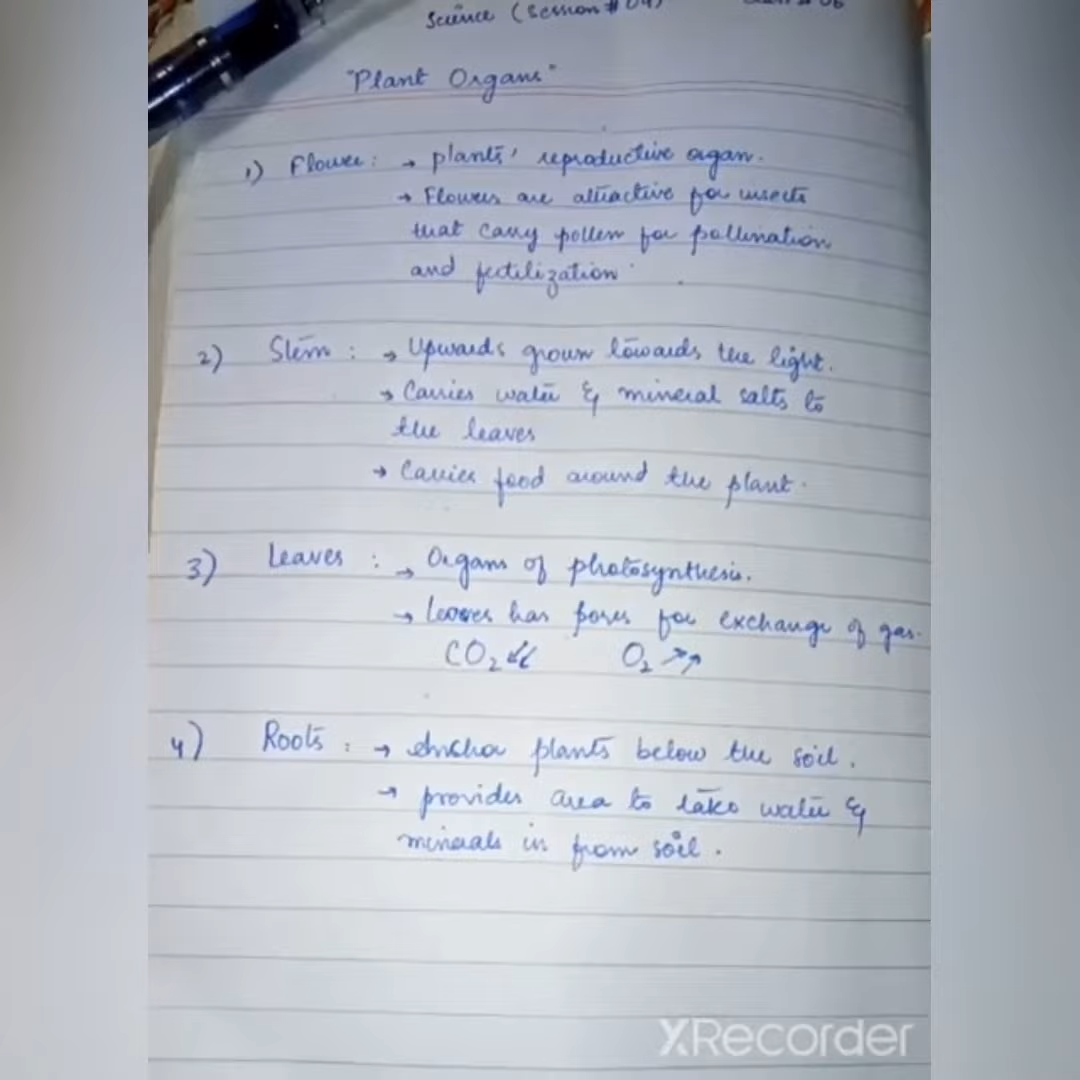 Science (Session # 04)
"Plant Organs"
1) Flower: → plants' reproductive organ.
→ Flowers are attractive for insects
that carry pollen for pollination
and fertilization.
2) Stem: → Upwards grown towards the light.
→ Carries water & mineral salts to
the leaves
→ Carries food around the plant.
3) Leaves: → Organs of photosynthesis.
→ leaves has pores for exchange of gas.
CO₂ ↙↙ O₂ ↗↗
4) Roots: → Anchor plants below the soil.
→ provides area to take water &
minerals in from soil.
XRecorder